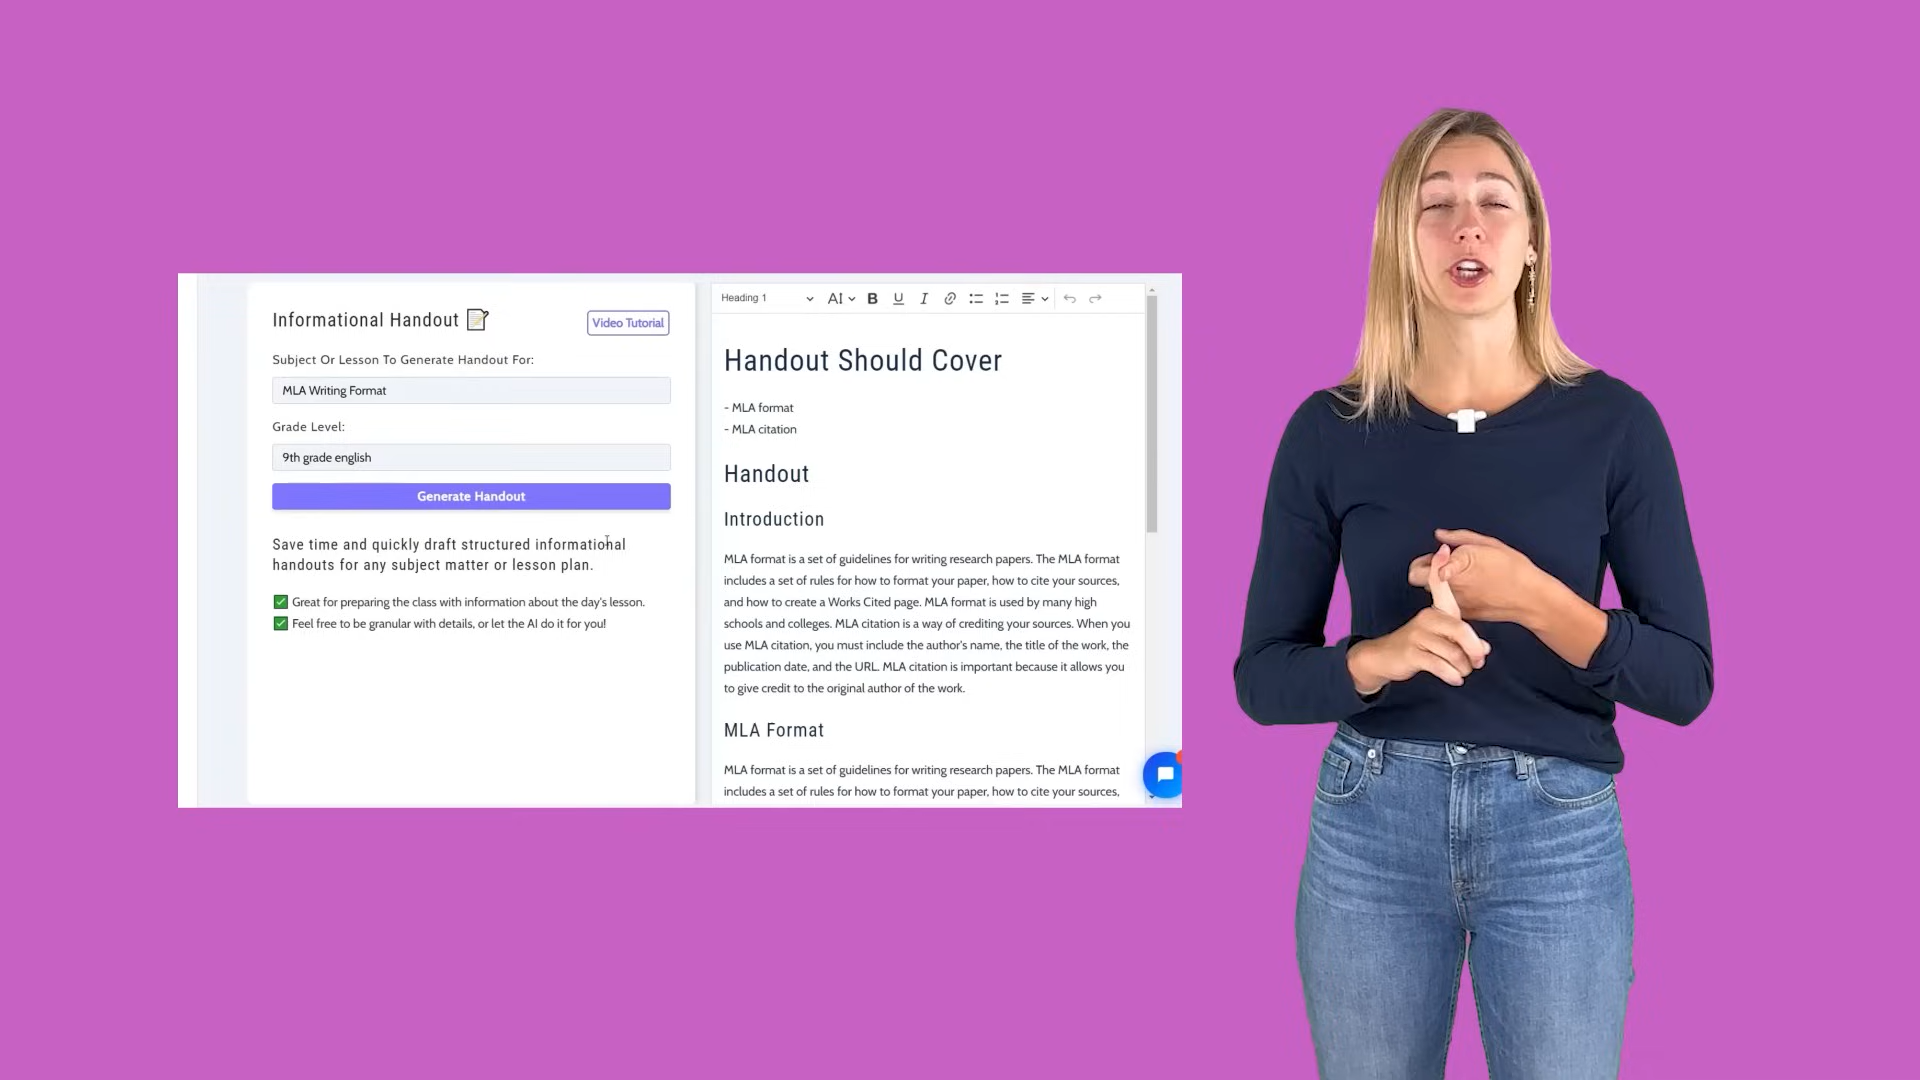 Informational Handout
Video Tutorial
Subject Or Lesson To Generate Handout For:
MLA Writing Format
Grade Level:
9th grade english
Generate Handout
Save time and quickly draft structured informational
handouts for any subject matter or lesson plan.
Great for preparing the class with information about the day's lesson.
Feel free to be granular with details, or let the AI do it for you!
Heading 1
AI
B U I
Handout Should Cover
- MLA format
- MLA citation
Handout
Introduction
MLA format is a set of guidelines for writing research papers. The MLA format
includes a set of rules for how to format your paper, how to cite your sources,
and how to create a Works Cited page. MLA format is used by many high
schools and colleges. MLA citation is a way of crediting your sources. When you
use MLA citation, you must include the author's name, the title of the work, the
publication date, and the URL. MLA citation is important because it allows you
to give credit to the original author of the work.
MLA Format
MLA format is a set of guidelines for writing research papers. The MLA format
includes a set of rules for how to format your paper, how to cite your sources,